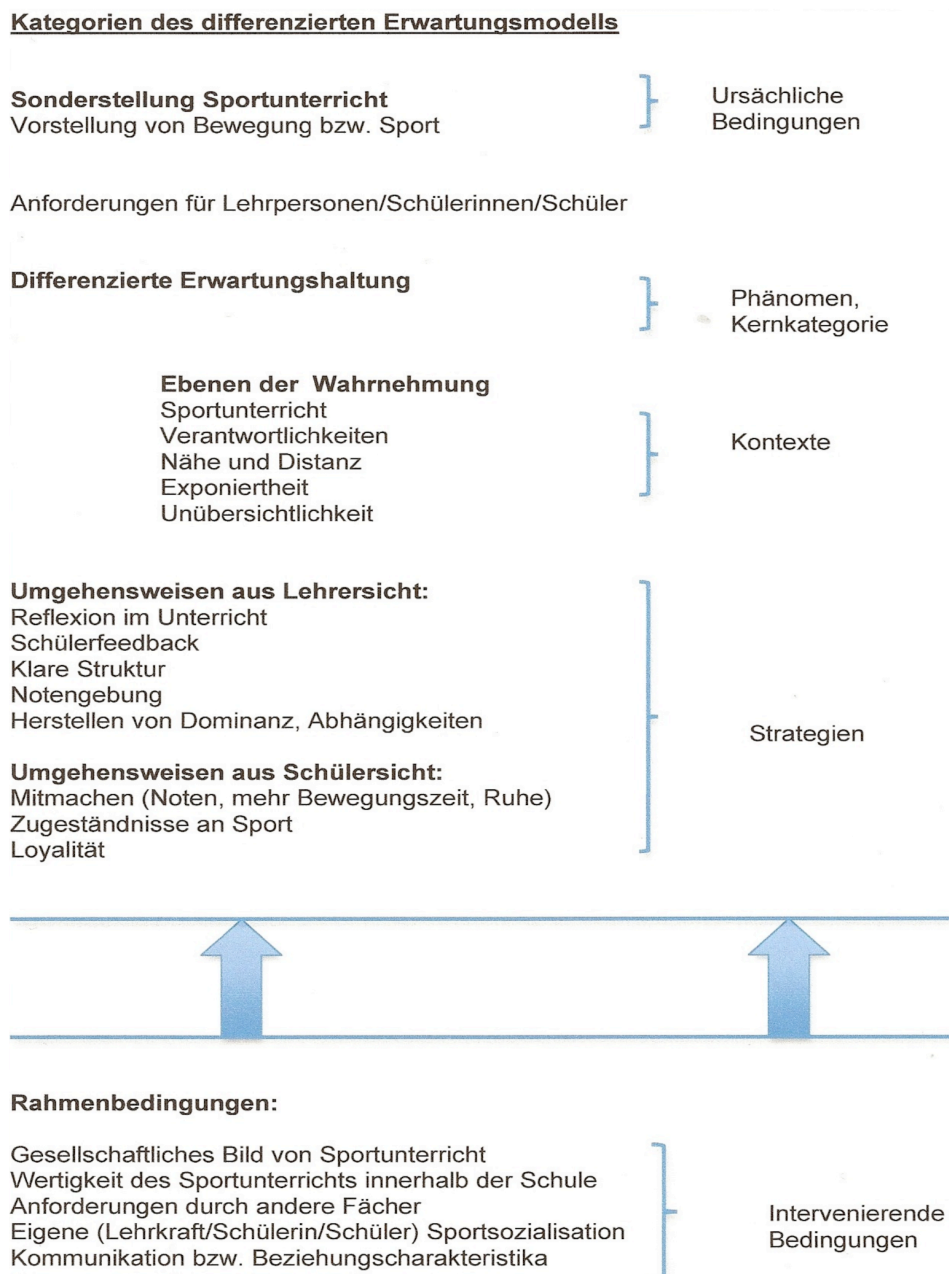 Kategorien des differenzierten Erwartungsmodells
Sonderstellung Sportunterricht
Vorstellung von Bewegung bzw. Sport
Ursächliche
Bedingungen
Anforderungen für Lehrpersonen/Schülerinnen/Schüler
Differenzierte Erwartungshaltung
Phänomen,
Kernkategorie
Ebenen der Wahrnehmung
Sportunterricht
Verantwortlichkeiten
Nähe und Distanz
Exponiertheit
Unübersichtlichkeit
Kontexte
Umgehensweisen aus Lehrersicht:
Reflexion im Unterricht
Schülerfeedback
Klare Struktur
Notengebung
Herstellen von Dominanz, Abhängigkeiten
Umgehensweisen aus Schülersicht:
Mitmachen (Noten, mehr Bewegungszeit, Ruhe)
Zugeständnisse an Sport
Loyalität
Strategien
Rahmenbedingungen:
Gesellschaftliches Bild von Sportunterricht
Wertigkeit des Sportunterrichts innerhalb der Schule
Anforderungen durch andere Fächer
Eigene (Lehrkraft/Schülerin/Schüler) Sportsozialisation
Kommunikation bzw. Beziehungscharakteristika
Intervenierende
Bedingungen